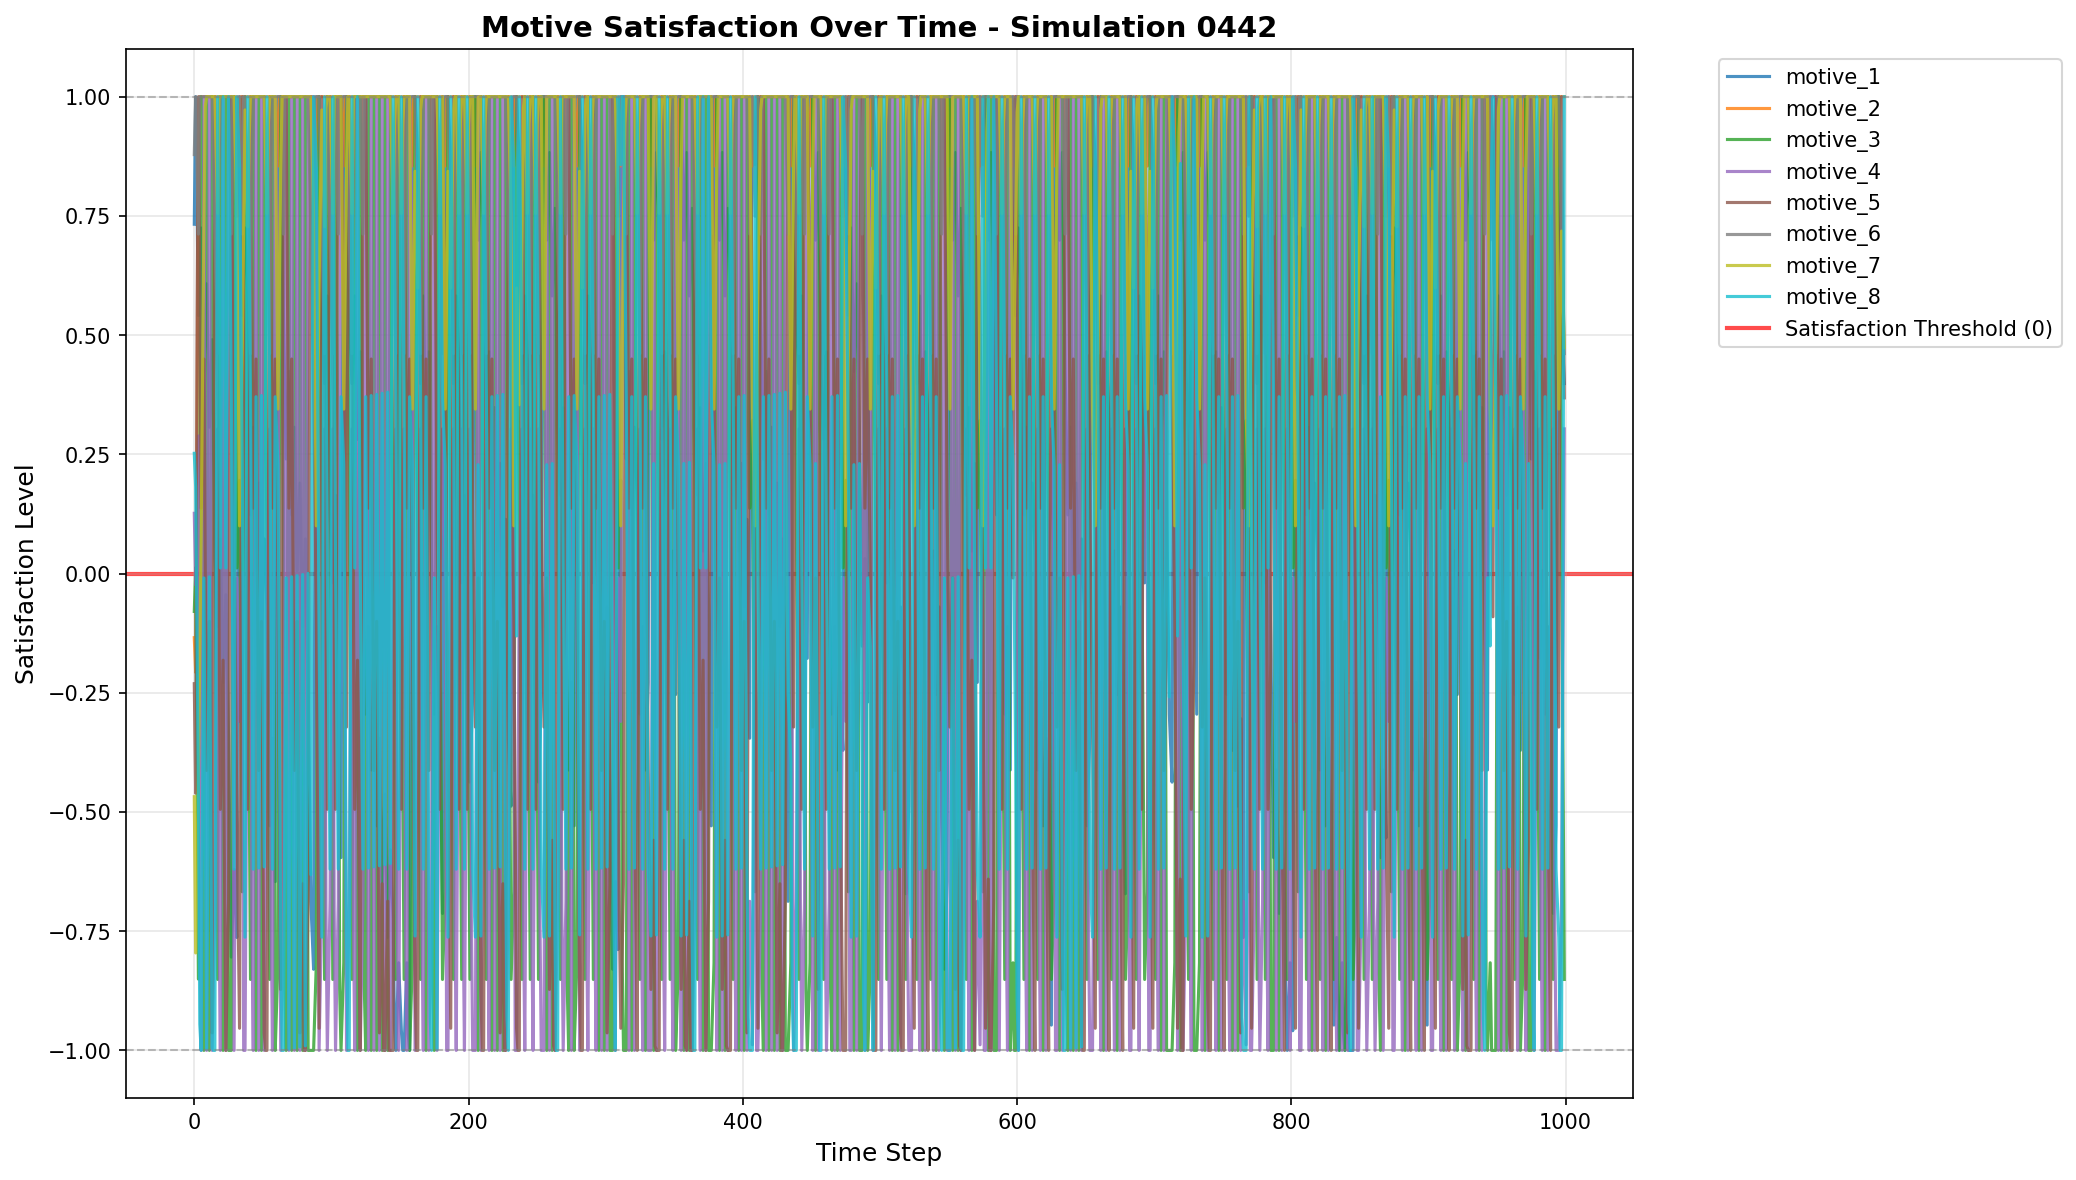 Motive Satisfaction Over Time - Simulation 0442
1.00
0.75
0.50
0.25
0.00
−0.25
−0.50
−0.75
−1.00
Satisfaction Level
0
200
400
600
800
1000
Time Step
motive_1
motive_2
motive_3
motive_4
motive_5
motive_6
motive_7
motive_8
Satisfaction Threshold (0)